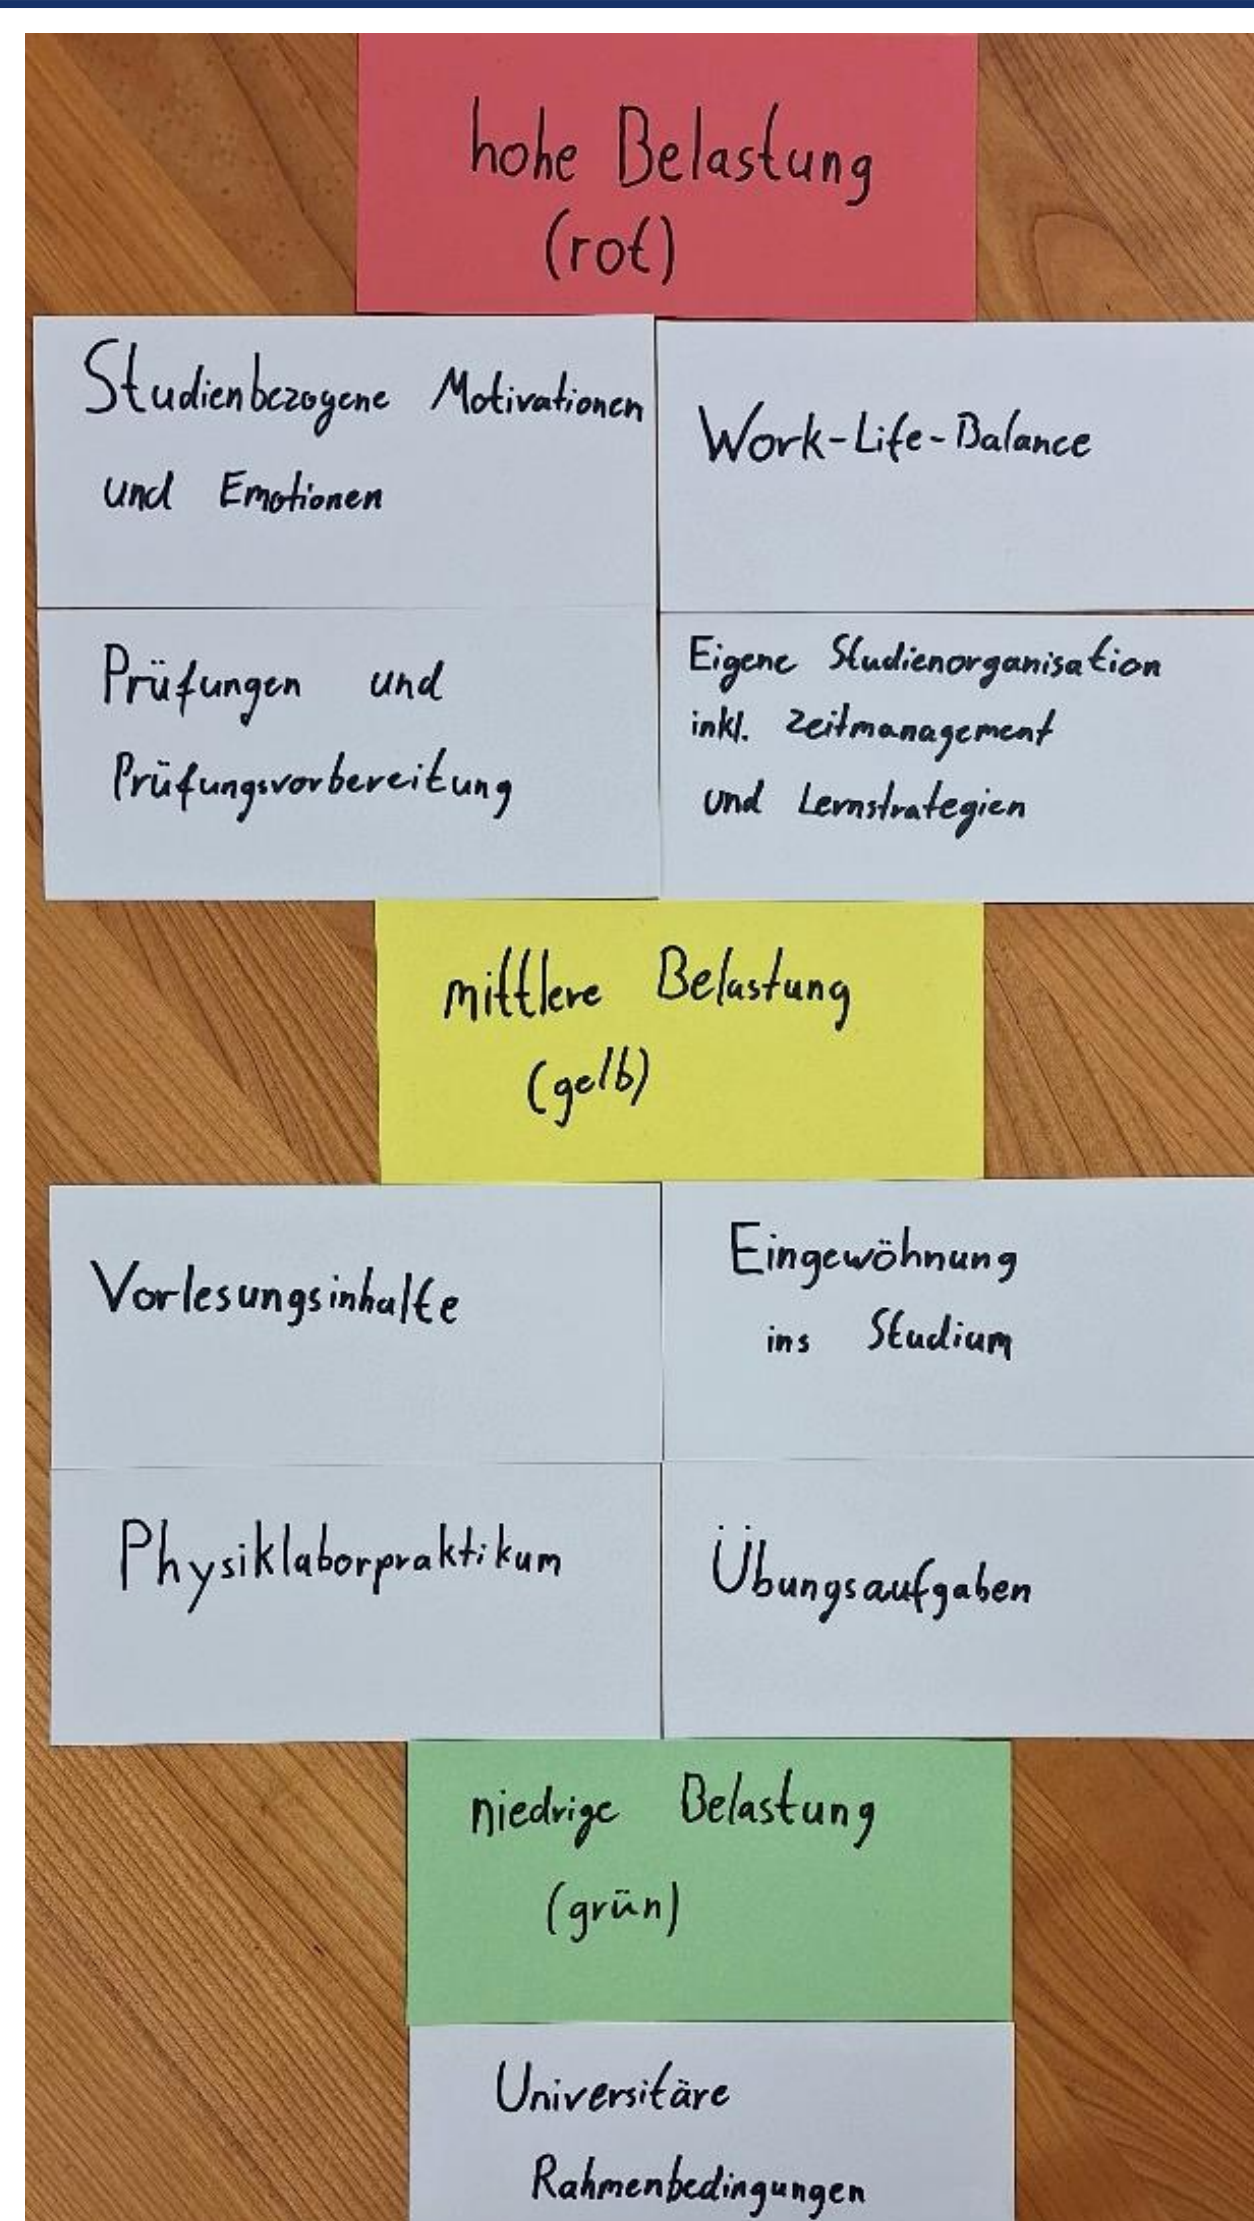 hohe Belastung
(rot)
Studienbezogene Motivationen
und Emotionen
Work-Life-Balance
Prüfungen und
Prüfungsvorbereitung
Eigene Studienorganisation
inkl. Zeitmanagement
und Lernstrategien
mittlere Belastung
(gelb)
Vorlesungsinhalte
Eingewöhnung
ins Studium
Physiklaborpraktikum
Übungsaufgaben
niedrige Belastung
(grün)
Universitäre
Rahmenbedingungen